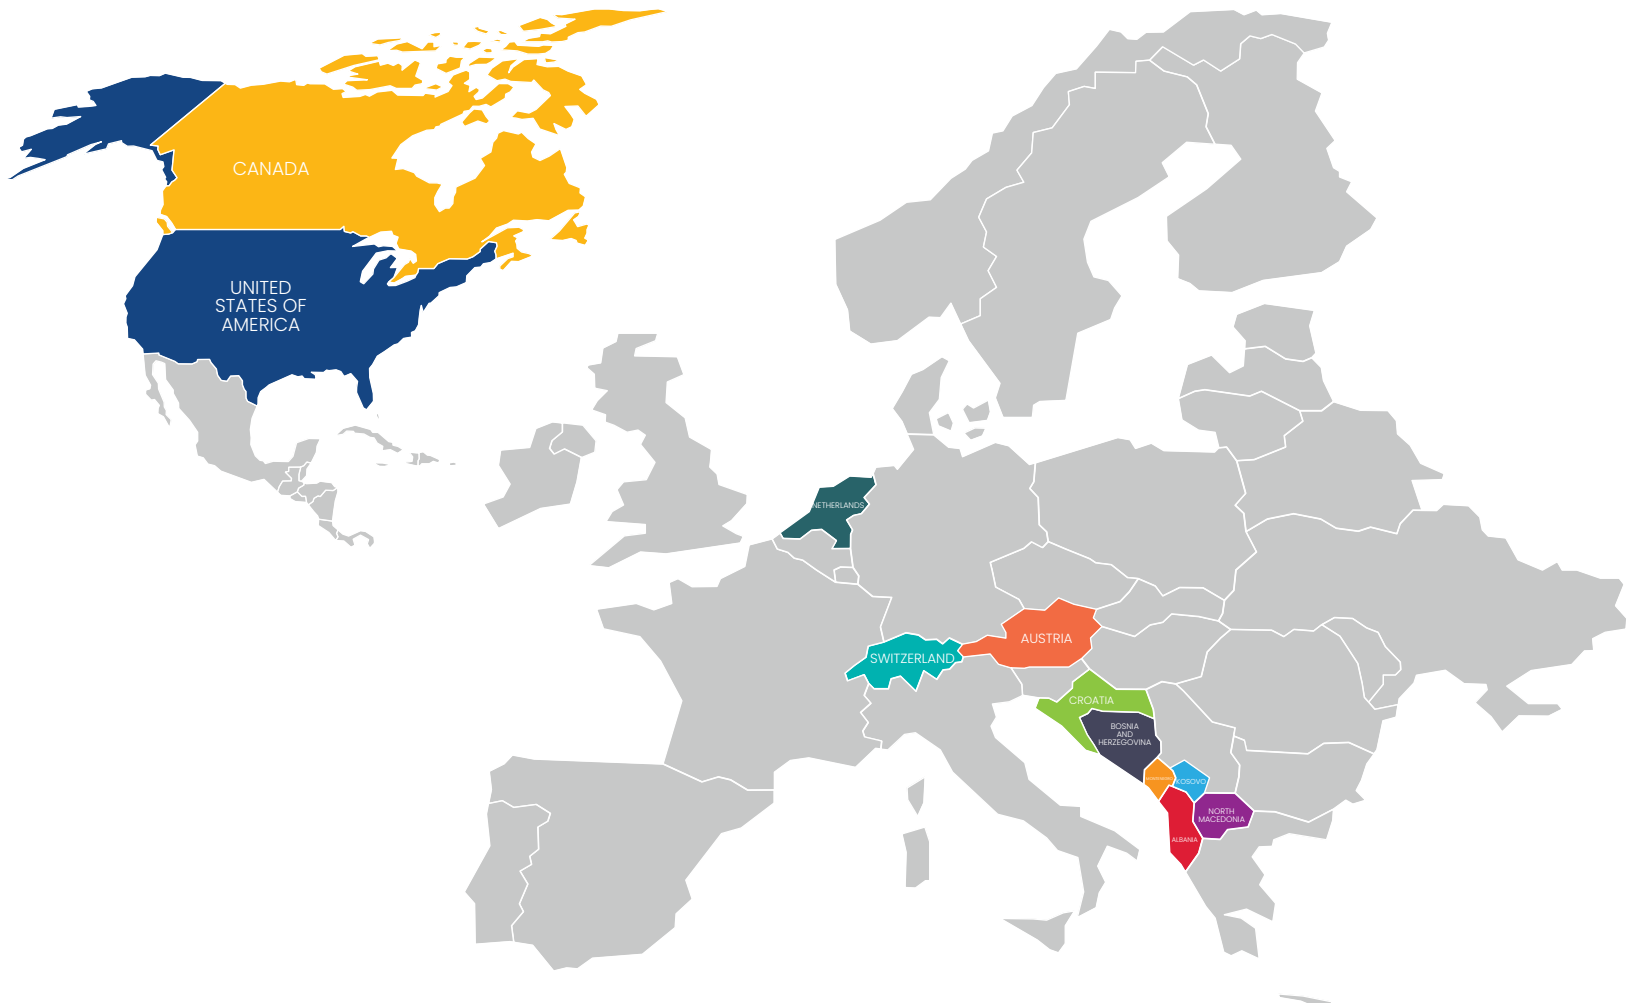 CANADA
UNITED
STATES OF
AMERICA
NETHERLANDS
AUSTRIA
SWITZERLAND
CROATIA
BOSNIA
AND
HERZEGOVINA
KOSOVO
NORTH
MACEDONIA
ALBANIA